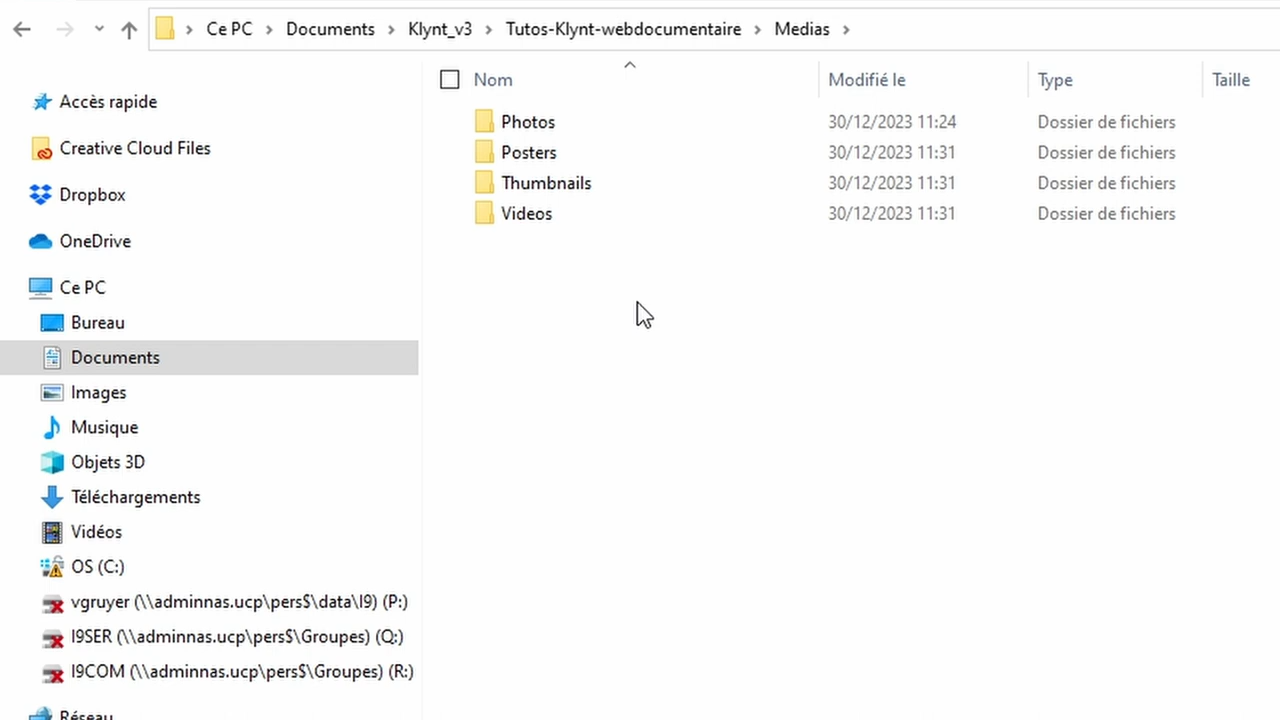 Ce PC > Documents > Klynt_v3 > Tutos-Klynt-webdocumentaire > Medias >
Nom Modifié le Type Taille
Photos 30/12/2023 11:24 Dossier de fichiers
Posters 30/12/2023 11:31 Dossier de fichiers
Thumbnails 30/12/2023 11:31 Dossier de fichiers
Videos 30/12/2023 11:31 Dossier de fichiers
Accès rapide
Creative Cloud Files
Dropbox
OneDrive
Ce PC
Bureau
Documents
Images
Musique
Objets 3D
Téléchargements
Vidéos
OS (C:)
vgruyer (\\adminnas.ucp\pers$\data\I9) (P:)
I9SER (\\adminnas.ucp\pers$\Groupes) (Q:)
I9COM (\\adminnas.ucp\pers$\Groupes) (R:)
Réseau